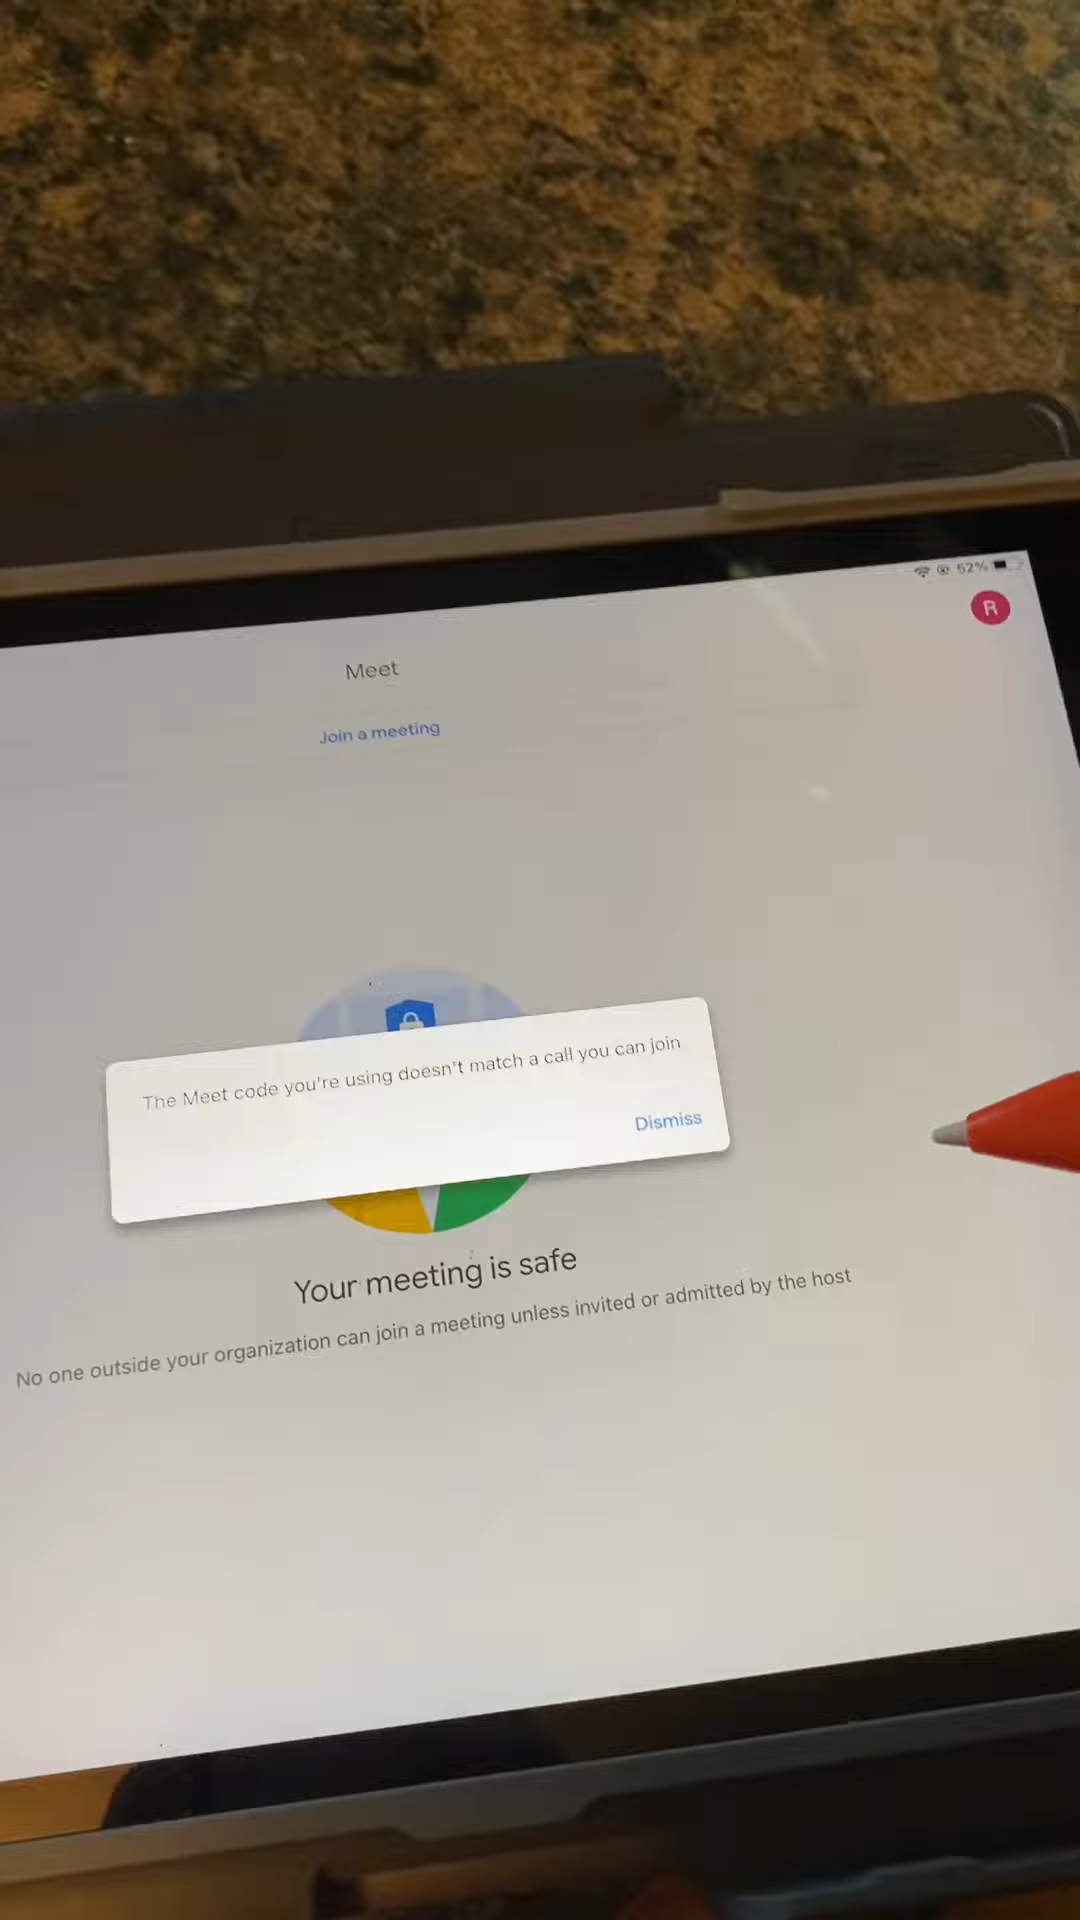 52%
R
Meet
Join a meeting
The Meet code you're using doesn't match a call you can join
Dismiss
Your meeting is safe
No one outside your organization can join a meeting unless invited or admitted by the host